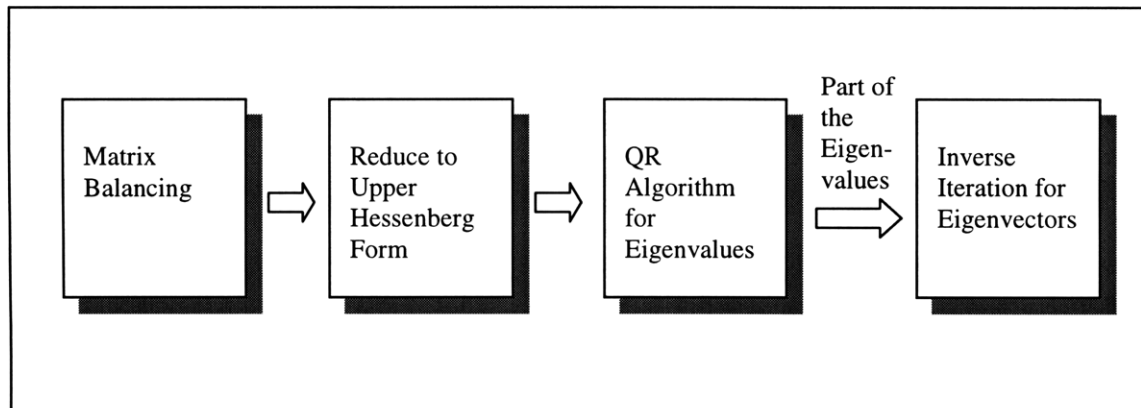 Matrix
Balancing
Reduce to
Upper
Hessenberg
Form
QR
Algorithm
for
Eigenvalues
Part of
the
Eigen-
values
Inverse
Iteration for
Eigenvectors